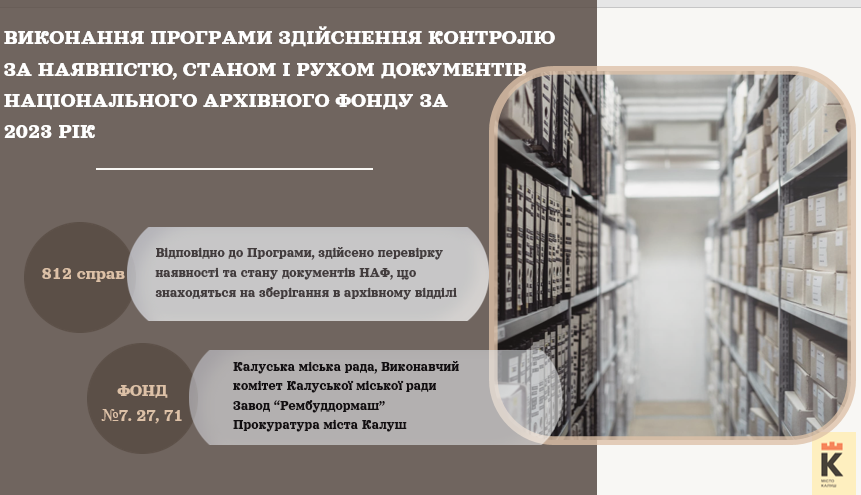 ВИКОНАННЯ ПРОГРАМИ ЗДІЙСНЕННЯ КОНТРОЛЮ
ЗА НАЯВНІСТЮ, СТАНОМ І РУХОМ ДОКУМЕНТІВ
НАЦІОНАЛЬНОГО АРХІВНОГО ФОНДУ ЗА
2023 РІК
812 справ
Відповідно до Програми, здійсено перевірку
наявності та стану документів НАФ, що
знаходяться на зберігання в архівному відділі
ФОНД
№7. 27, 71
Калуська міська рада, Виконавчий
комітет Калуської міської ради
Завод “Рембуддормаш”
Прокуратура міста Калуш
К
МІСТО
КАЛУШ